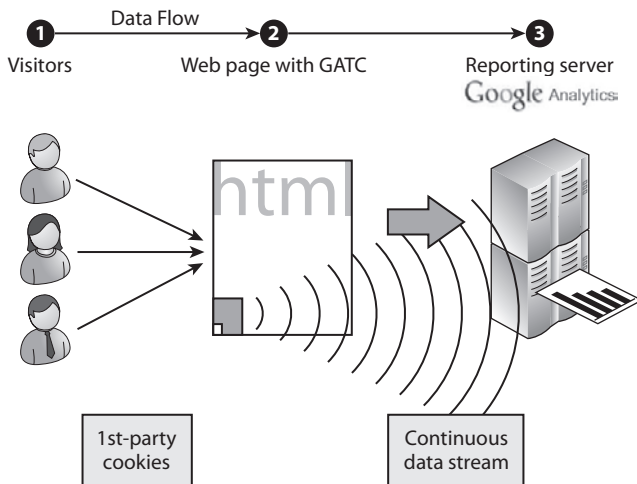 Data Flow
1 2 3
Visitors Web page with GATC Reporting server
Google Analytics
html
1st-party
cookies
Continuous
data stream